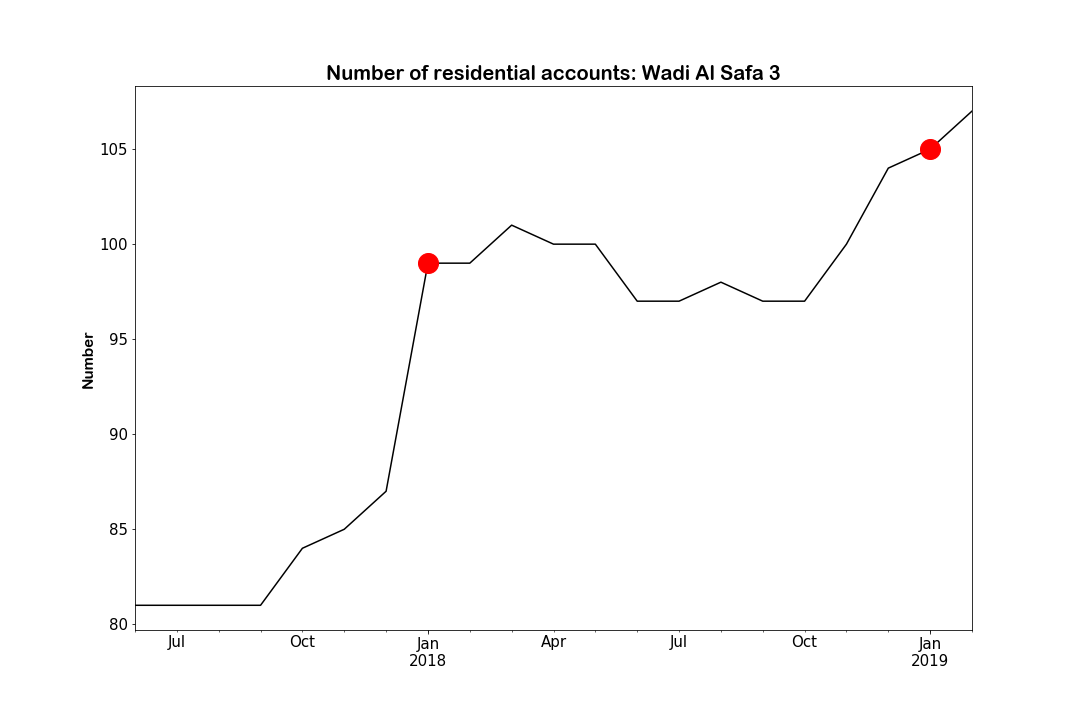 Number of residential accounts: Wadi Al Safa 3
Number
105
100
95
90
85
80
Jul
Oct
Jan
2018
Apr
Jul
Oct
Jan
2019